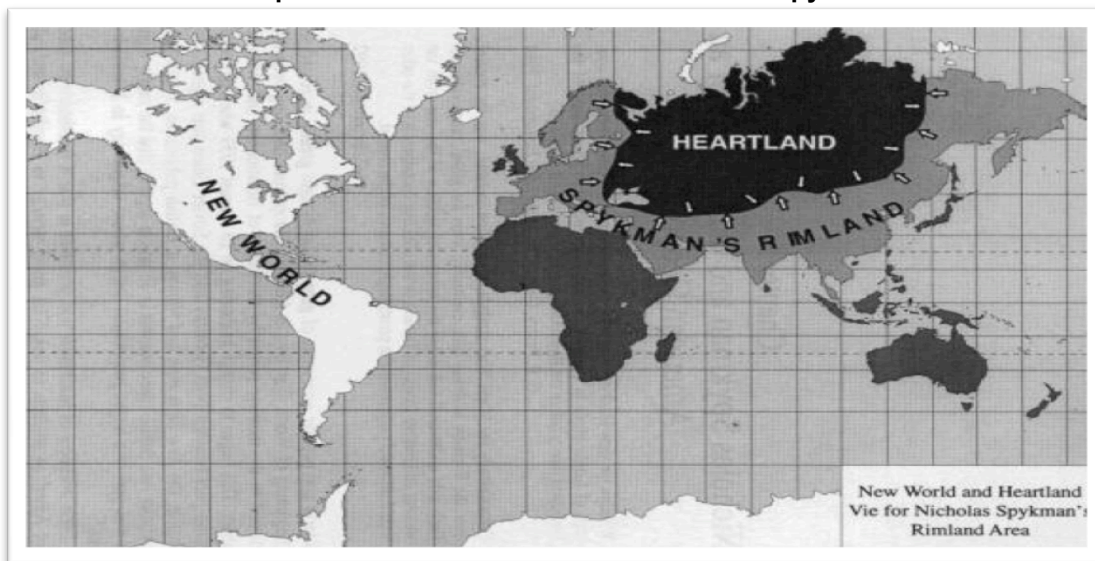 HEARTLAND
NEW WORLD
SPYKMAN'S RIMLAND
New World and Heartland
Vie for Nicholas Spykman's
Rimland Area